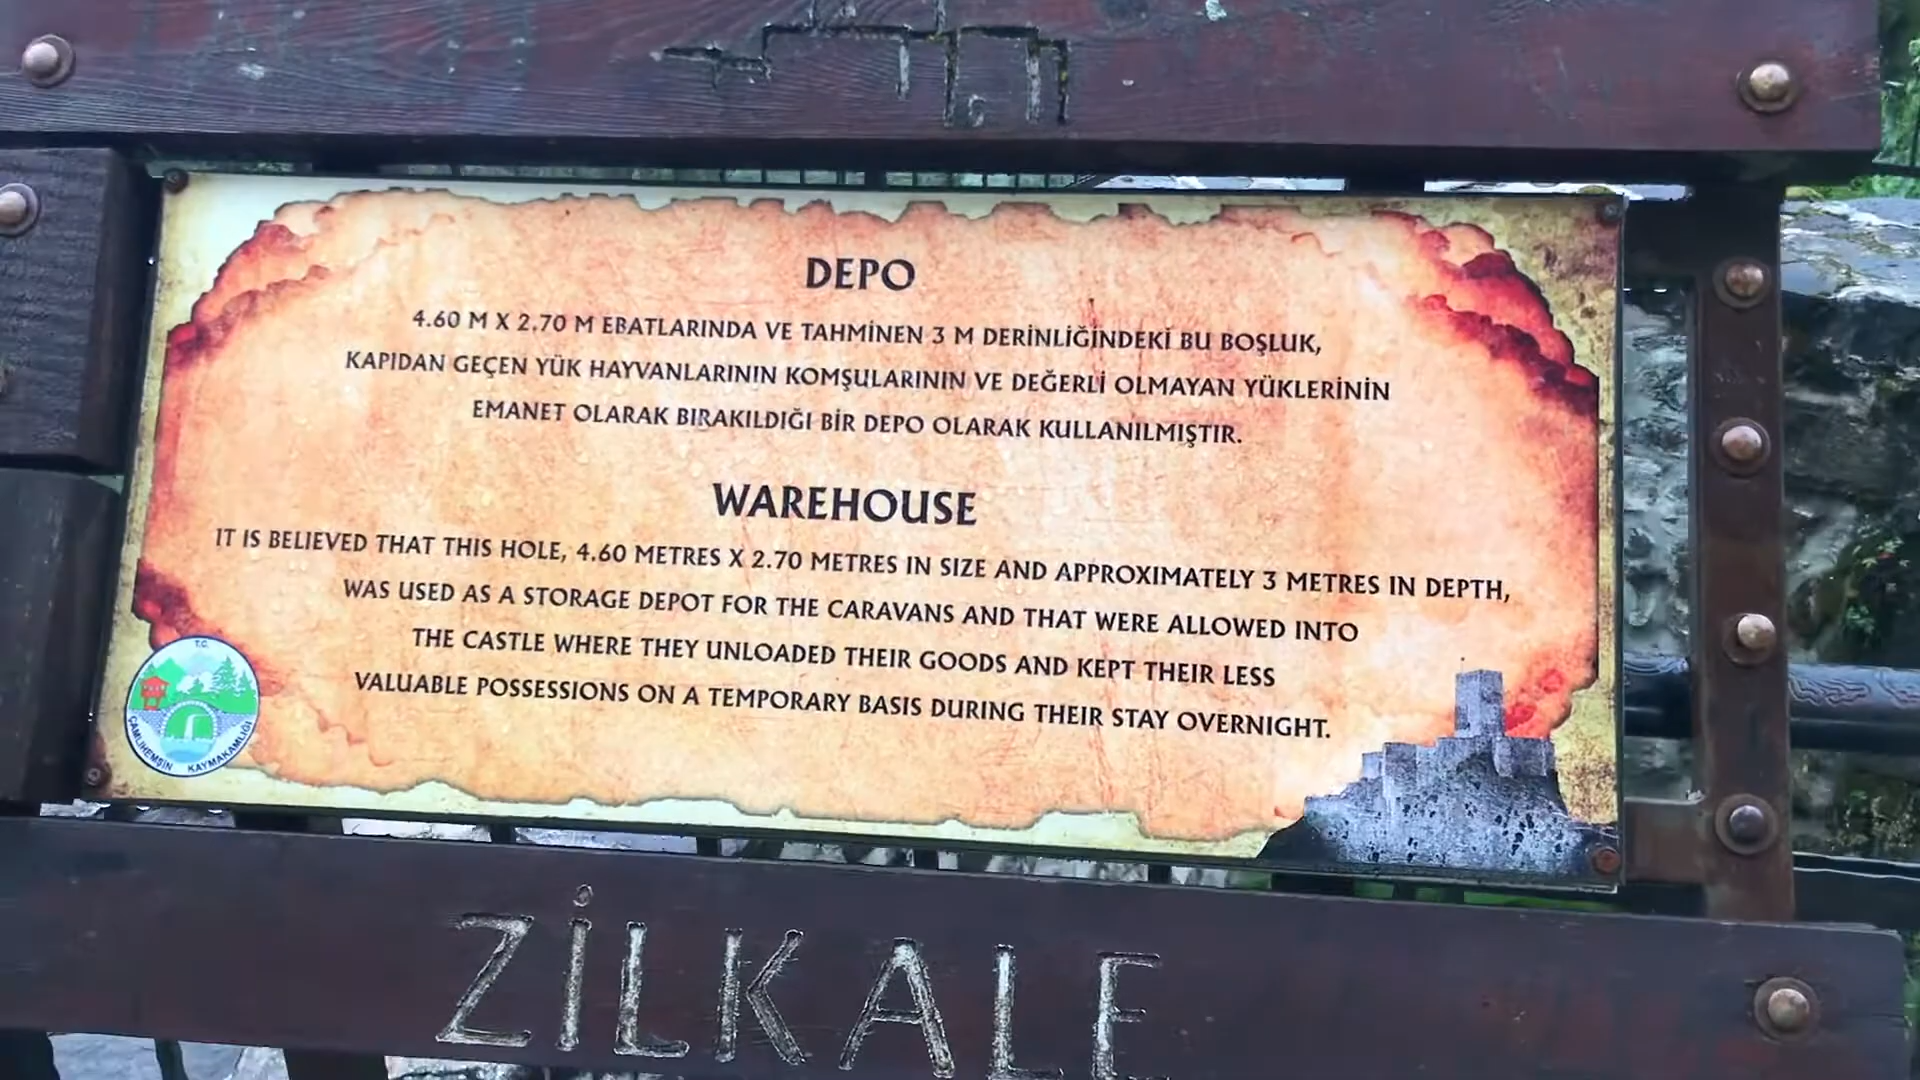 DEPO
4.60 M X 2.70 M EBATLARINDA VE TAHMİNEN 3 M DERİNLİĞİNDEKİ BU BOŞLUK,
KAPIDAN GEÇEN YÜK HAYVANLARININ KOMŞULARININ VE DEĞERLİ OLMAYAN YÜKLERİNİN
EMANET OLARAK BIRAKILDIĞI BİR DEPO OLARAK KULLANILMIŞTIR.
WAREHOUSE
IT IS BELIEVED THAT THIS HOLE, 4.60 METRES X 2.70 METRES IN SIZE AND APPROXIMATELY 3 METRES IN DEPTH,
WAS USED AS A STORAGE DEPOT FOR THE CARAVANS AND THAT WERE ALLOWED INTO
THE CASTLE WHERE THEY UNLOADED THEIR GOODS AND KEPT THEIR LESS
VALUABLE POSSESSIONS ON A TEMPORARY BASIS DURING THEIR STAY OVERNIGHT.
T.C.
ÇAMLIHEMŞİN KAYMAKAMLIĞI
ZİLKALE